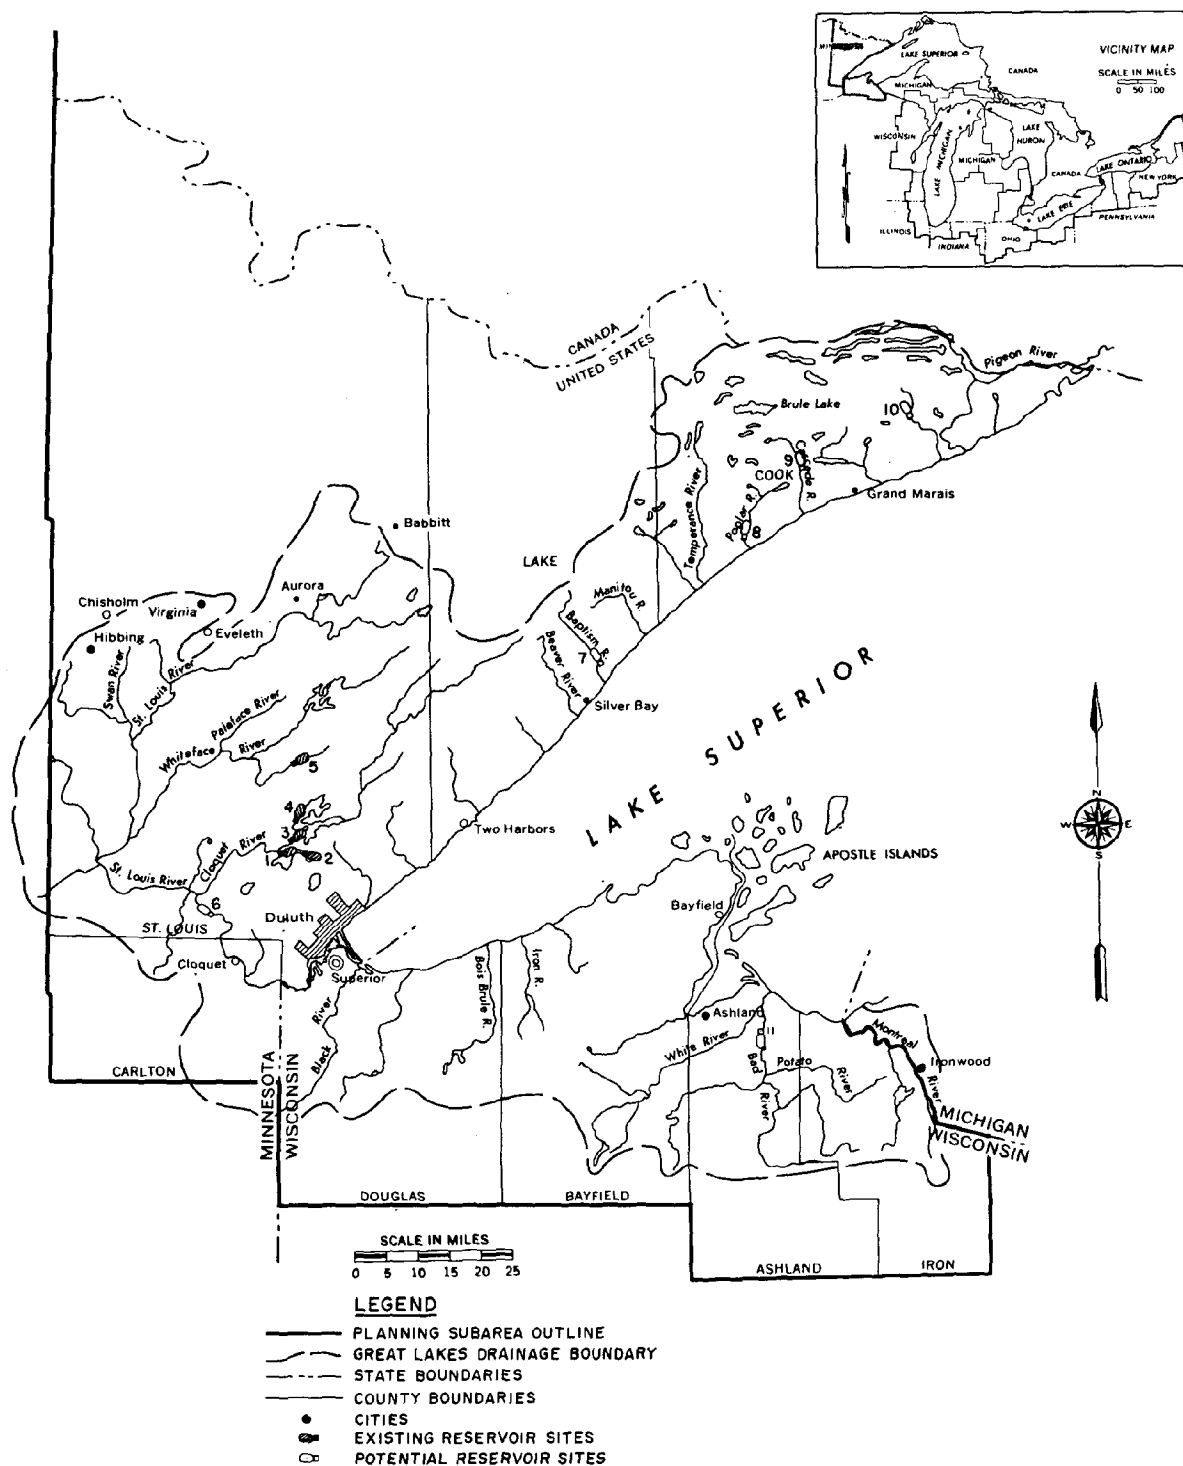 VICINITY MAP
SCALE IN MILES
0 50 100
MINNESOTA
LAKE SUPERIOR
CANADA
MICHIGAN
WISCONSIN
LAKE MICHIGAN
MICHIGAN
LAKE
HURON
CANADA
LAKE ONTARIO
NEW YORK
LAKE ERIE
PENNSYLVANIA
ILLINOIS
INDIANA
OHIO
CANADA
UNITED STATES
Pigeon River
Brule Lake
10
9
Cascade R.
COOK
Grand Marais
Temperance River
Poplar R.
8
Babbitt
LAKE
Aurora
Manitou R.
Chisholm
Virginia
Eveleth
Hibbing
Baptism R.
Beaver River
7
Swan River
St. Louis River
Silver Bay
Paleface River
Whiteface River
5
LAKE SUPERIOR
4
3
Two Harbors
N
W E
S
Cloquet River
1
2
APOSTLE ISLANDS
St. Louis River
6
Bayfield
Duluth
ST. LOUIS
Cloquet
Superior
Bois Brule R.
Iron R.
Black River
Ashland
White River
11
Bad River
Potato River
Montreal River
Ironwood
CARLTON
MINNESOTA
WISCONSIN
MICHIGAN
WISCONSIN
DOUGLAS
BAYFIELD
ASHLAND
IRON
SCALE IN MILES
0 5 10 15 20 25
LEGEND
PLANNING SUBAREA OUTLINE
GREAT LAKES DRAINAGE BOUNDARY
STATE BOUNDARIES
COUNTY BOUNDARIES
CITIES
EXISTING RESERVOIR SITES
POTENTIAL RESERVOIR SITES